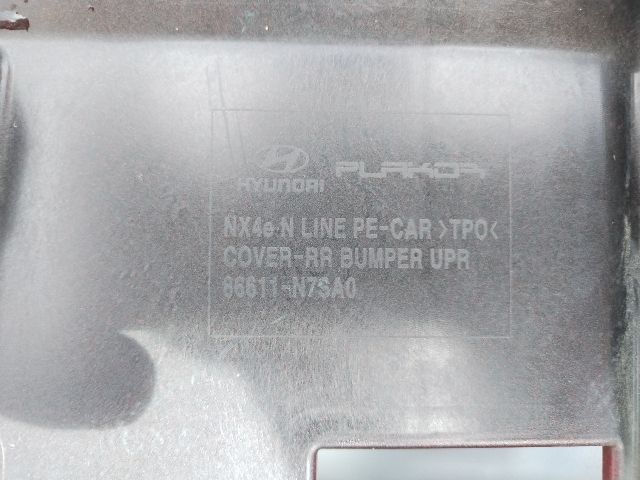 HYUNDAI PLAKOR
NX4e N LINE PE-CAR >TPO<
COVER-RR BUMPER UPR
86611-N7SA0